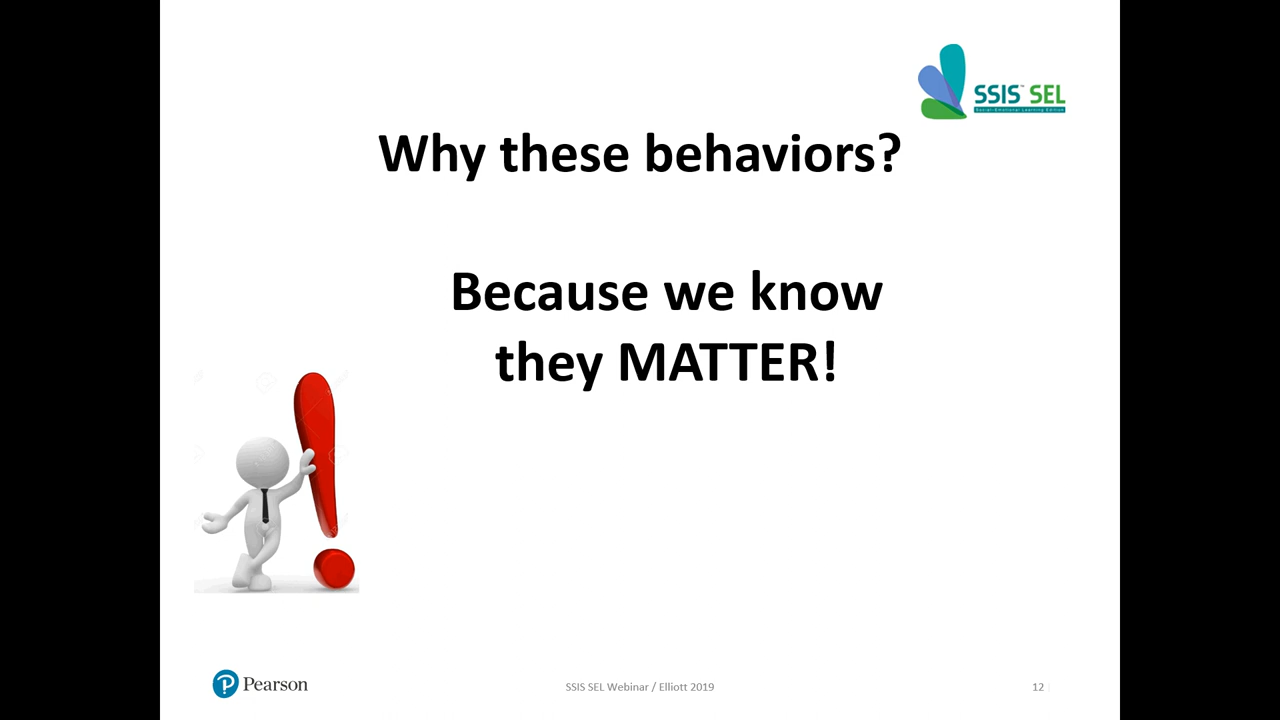 SSIS™ SEL
Social-Emotional Learning Edition
Why these behaviors?
Because we know
they MATTER!
Pearson
SSIS SEL Webinar / Elliott 2019
12